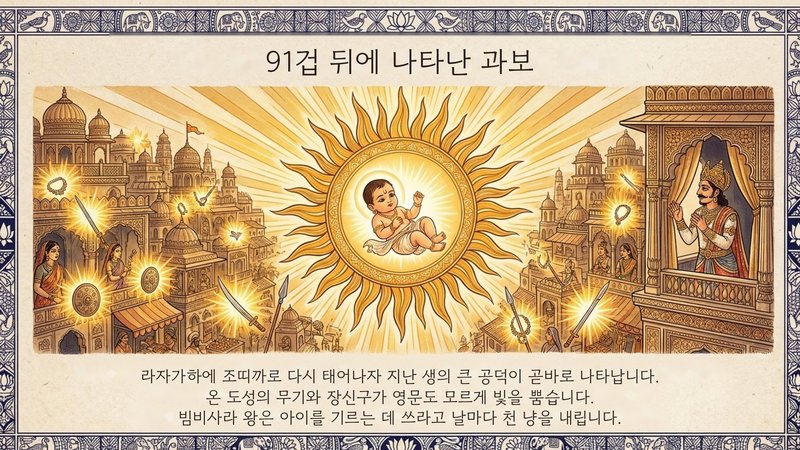 91겁 뒤에 나타난 과보
라자가하에 조띠까로 다시 태어나자 지난 생의 큰 공덕이 곧바로 나타납니다.
온 도성의 무기와 장신구가 영문도 모르게 빛을 뿜습니다.
빔비사라 왕은 아이를 기르는 데 쓰라고 날마다 천 냥을 내립니다.